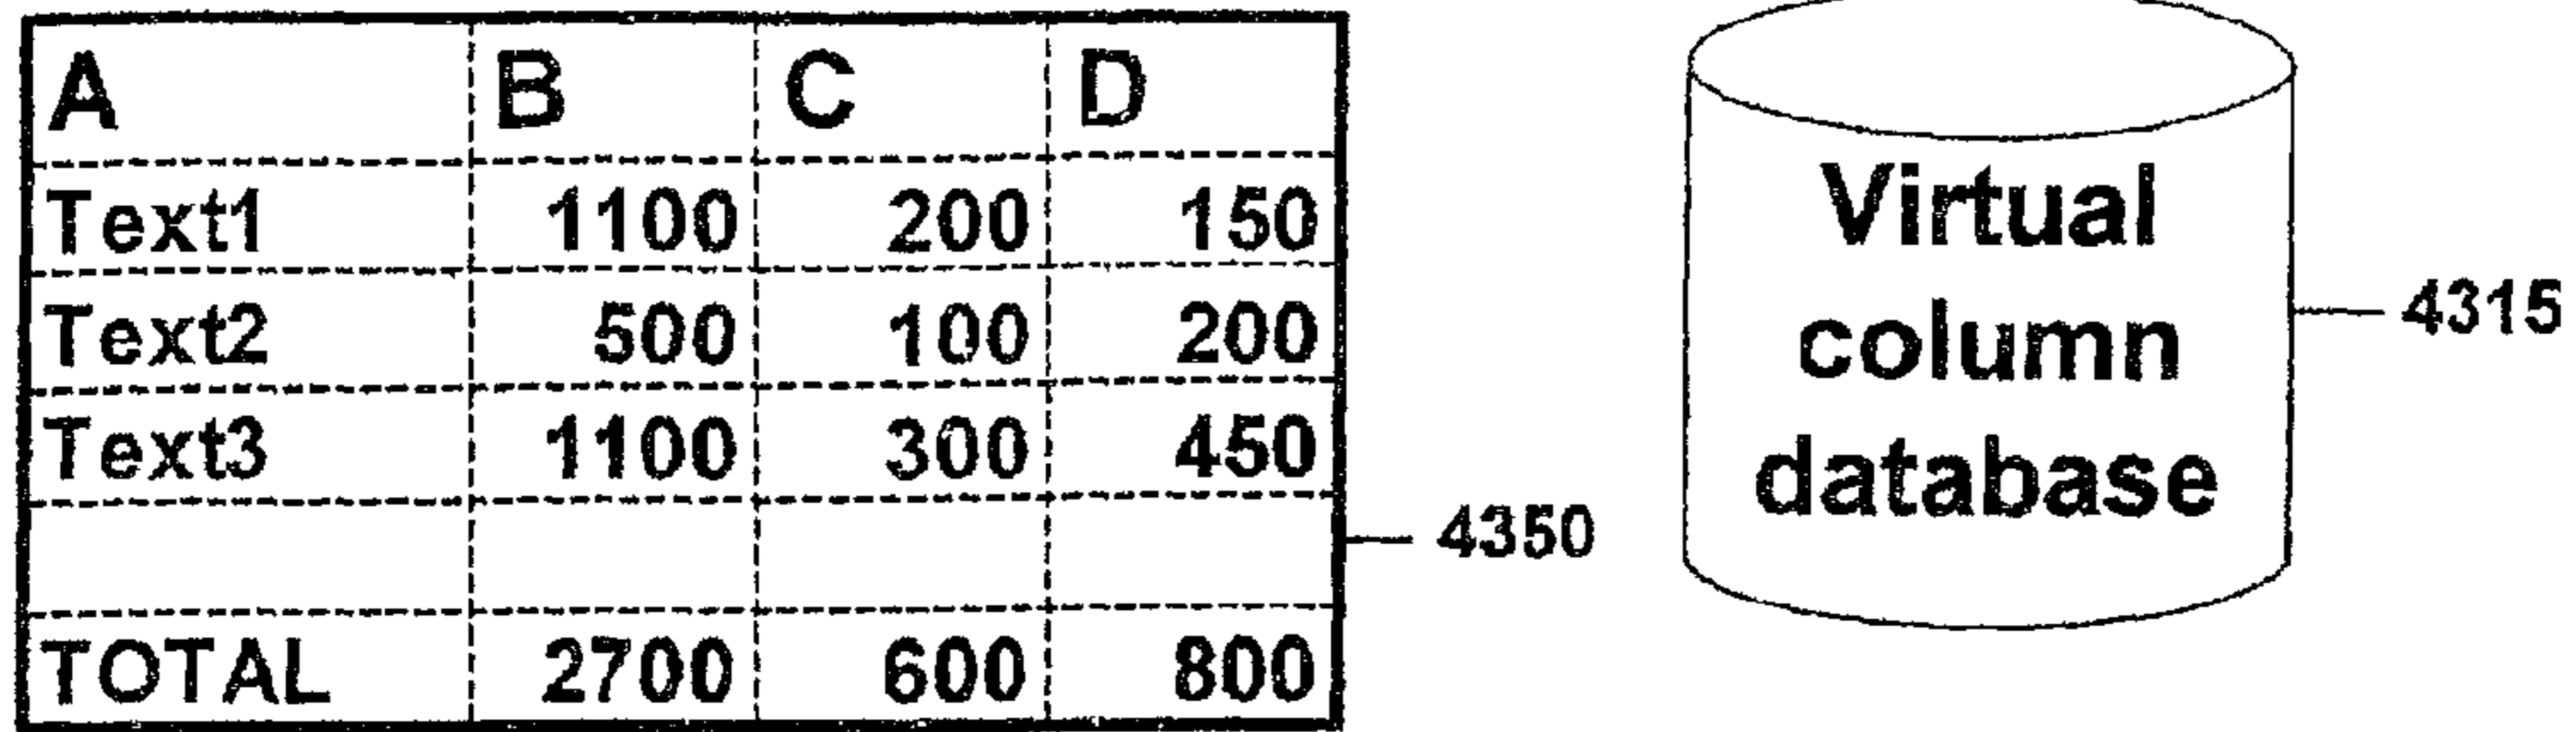 A B C D
Text1 1100 200 150
Text2 500 100 200
Text3 1100 300 450
TOTAL 2700 600 800
4350
Virtual
column
database
4315